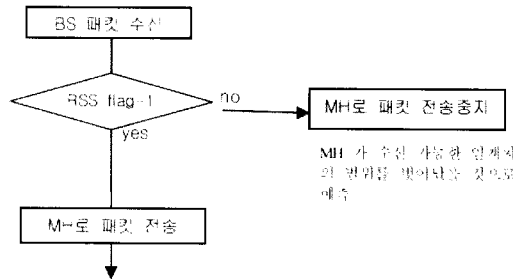 BS 패킷 수신
RSS flag=1
no
yes
MH로 패킷 전송중지
MH 가 수신 가능한 임계치
의 범위를 벗어났을 것으로
예측
MH로 패킷 전송